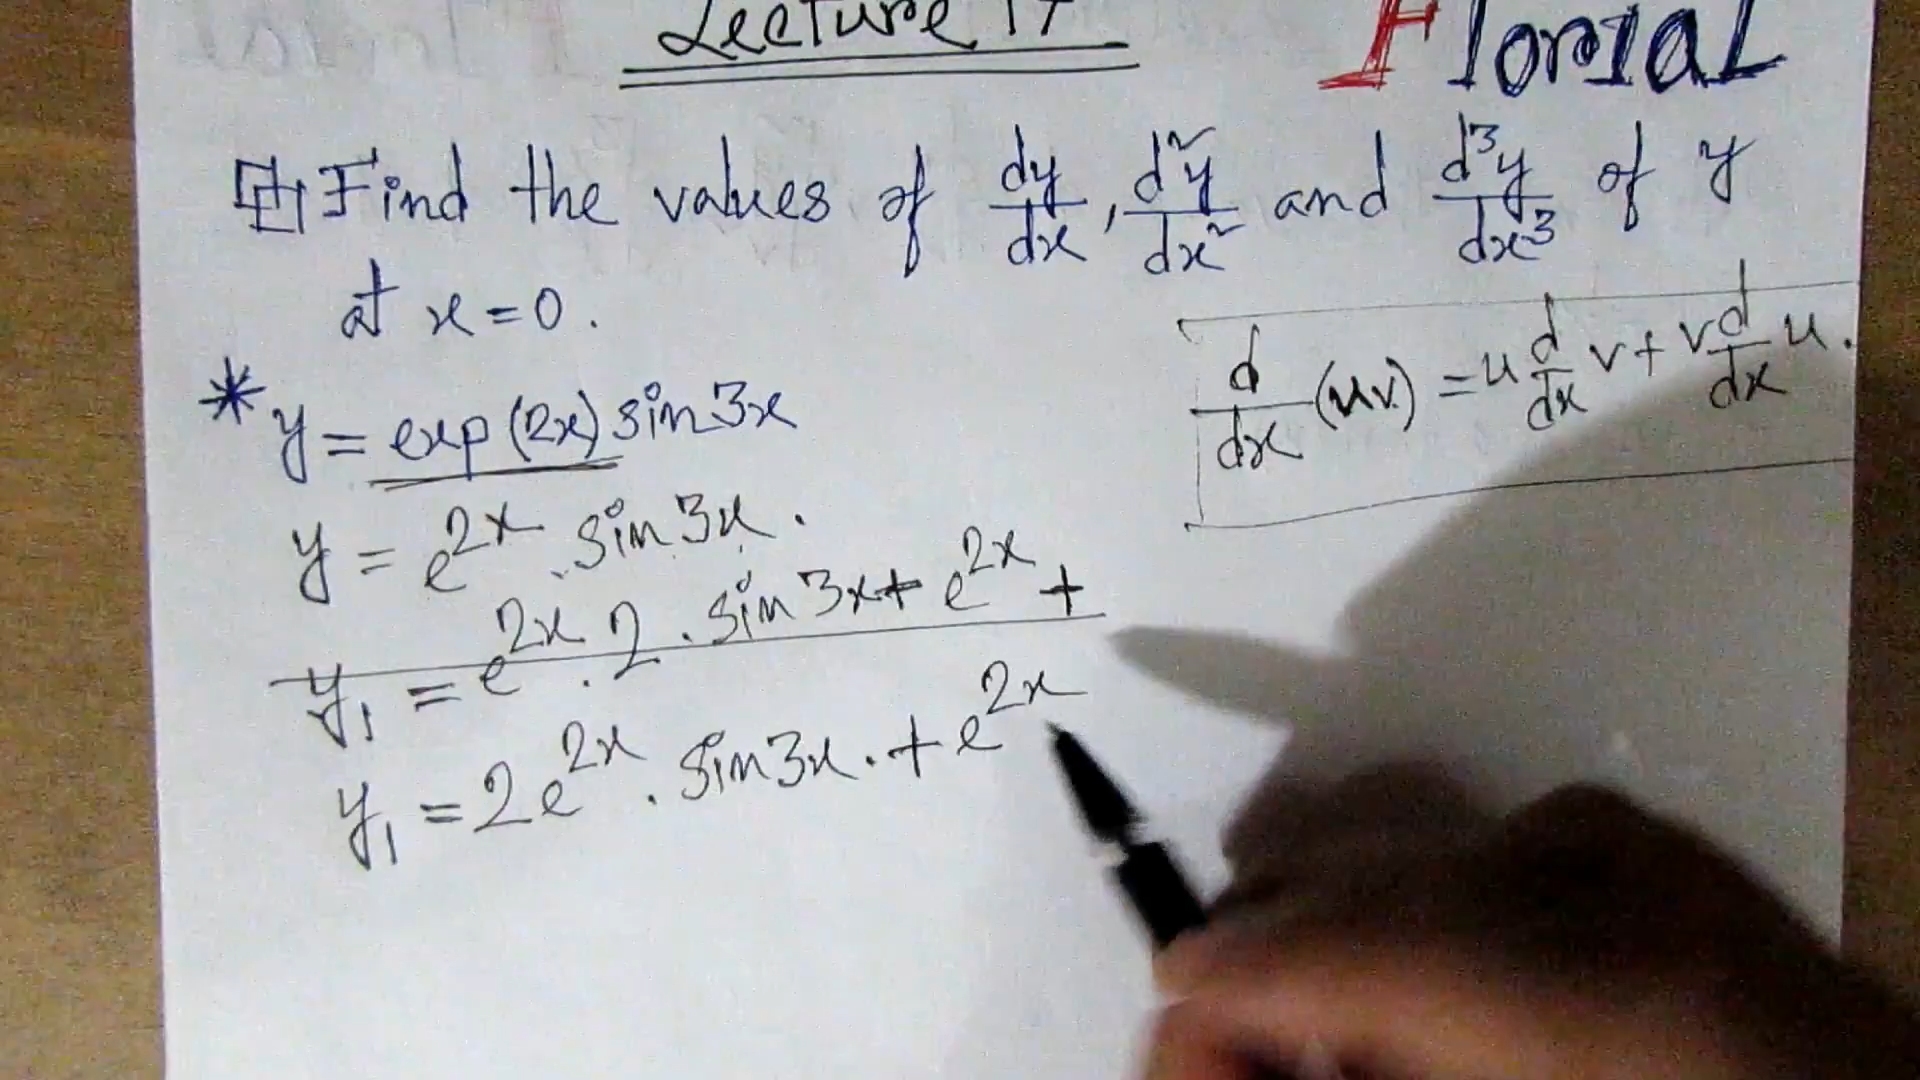 Lecture 17
Florial
Find the values of dy/dx, d²y/dx² and d³y/dx³ of y
at x = 0.
d/dx (uv) = u d/dx v + v d/dx u.
* y = exp (2x) sin 3x
y = e^2x . sin 3x .
y₁ = e^2x . 2 . sin 3x + e^2x +
y₁ = 2e^2x . sin 3x . + e^2x